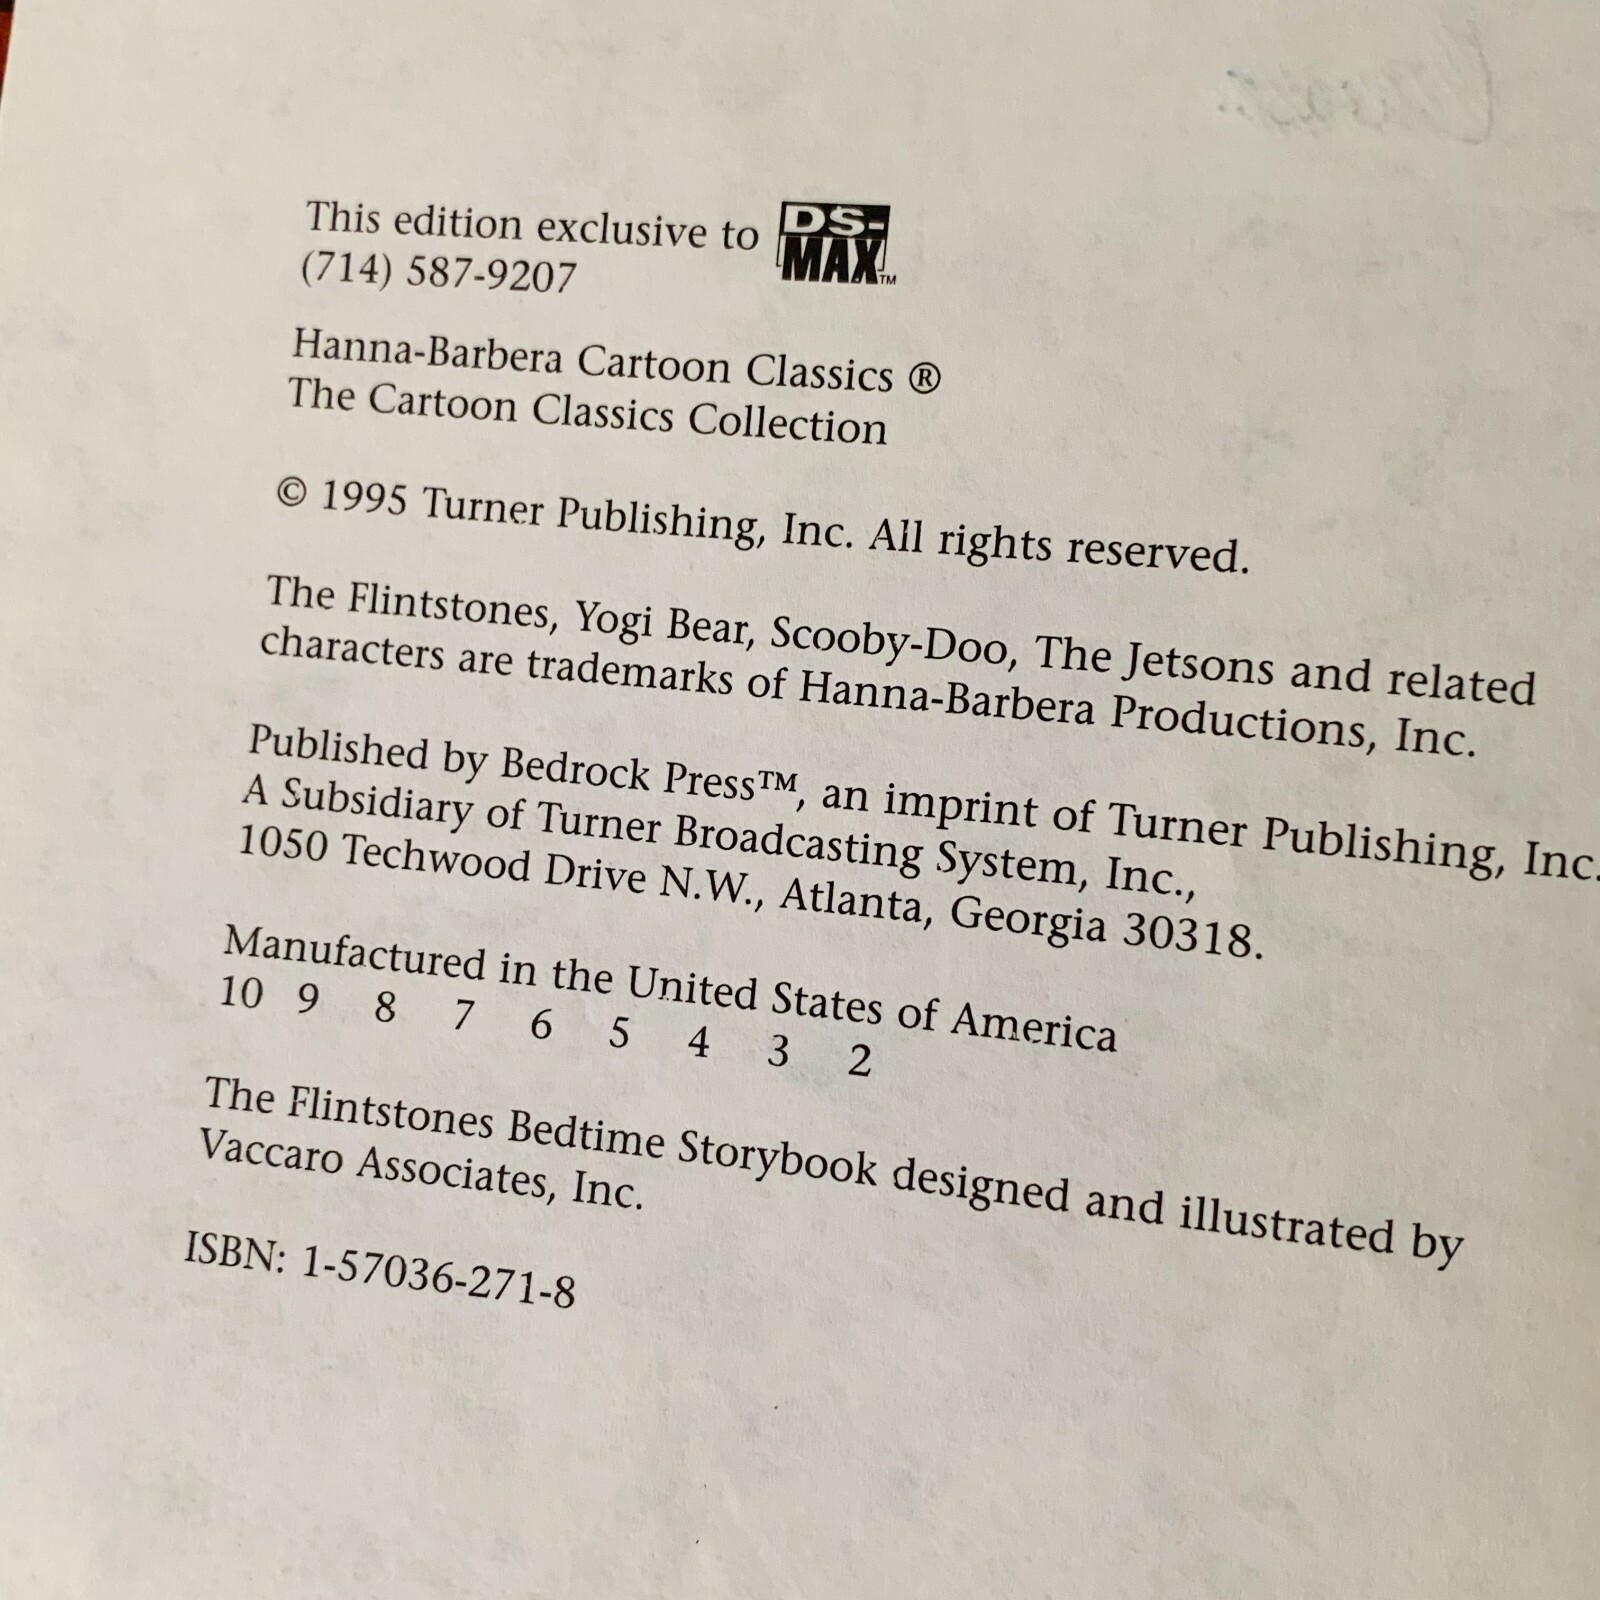 This edition exclusive to DS-MAX™
(714) 587-9207
Hanna-Barbera Cartoon Classics ®
The Cartoon Classics Collection
© 1995 Turner Publishing, Inc. All rights reserved.
The Flintstones, Yogi Bear, Scooby-Doo, The Jetsons and related
characters are trademarks of Hanna-Barbera Productions, Inc.
Published by Bedrock Press™, an imprint of Turner Publishing, Inc.
A Subsidiary of Turner Broadcasting System, Inc.,
1050 Techwood Drive N.W., Atlanta, Georgia 30318.
Manufactured in the United States of America
10 9 8 7 6 5 4 3 2
The Flintstones Bedtime Storybook designed and illustrated by
Vaccaro Associates, Inc.
ISBN: 1-57036-271-8